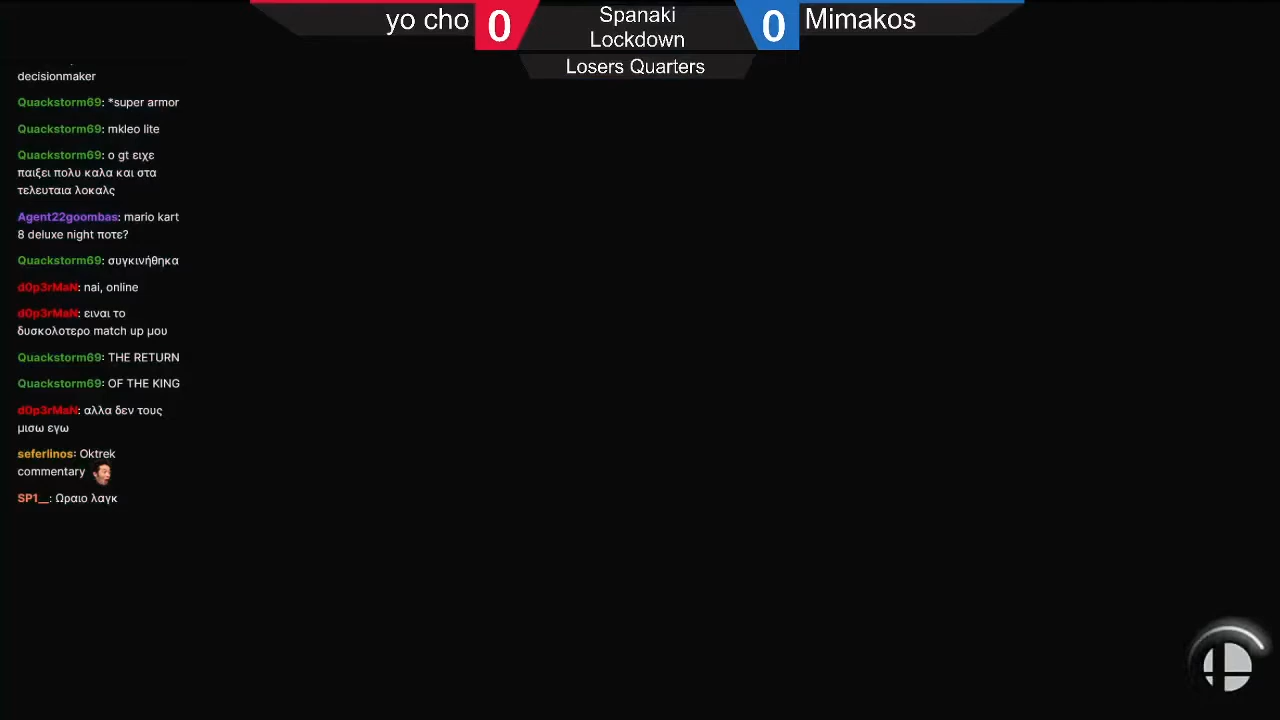 yo cho 0 Spanaki 0 Mimakos
Lockdown
Losers Quarters
decisionmaker
Quackstorm69: *super armor
Quackstorm69: mkleo lite
Quackstorm69: ο gt ειχε
παιξει πολυ καλα και στα
τελευταια λοκαλς
Agent22goombas: mario kart
8 deluxe night ποτε?
Quackstorm69: συγκινήθηκα
d0p3rMaN: nai, online
d0p3rMaN: ειναι το
δυσκολοτερο match up μου
Quackstorm69: THE RETURN
Quackstorm69: OF THE KING
d0p3rMaN: αλλα δεν τους
μισω εγω
seferlinos: Oktrek
commentary
SP1__: Ωραιο λαγκ